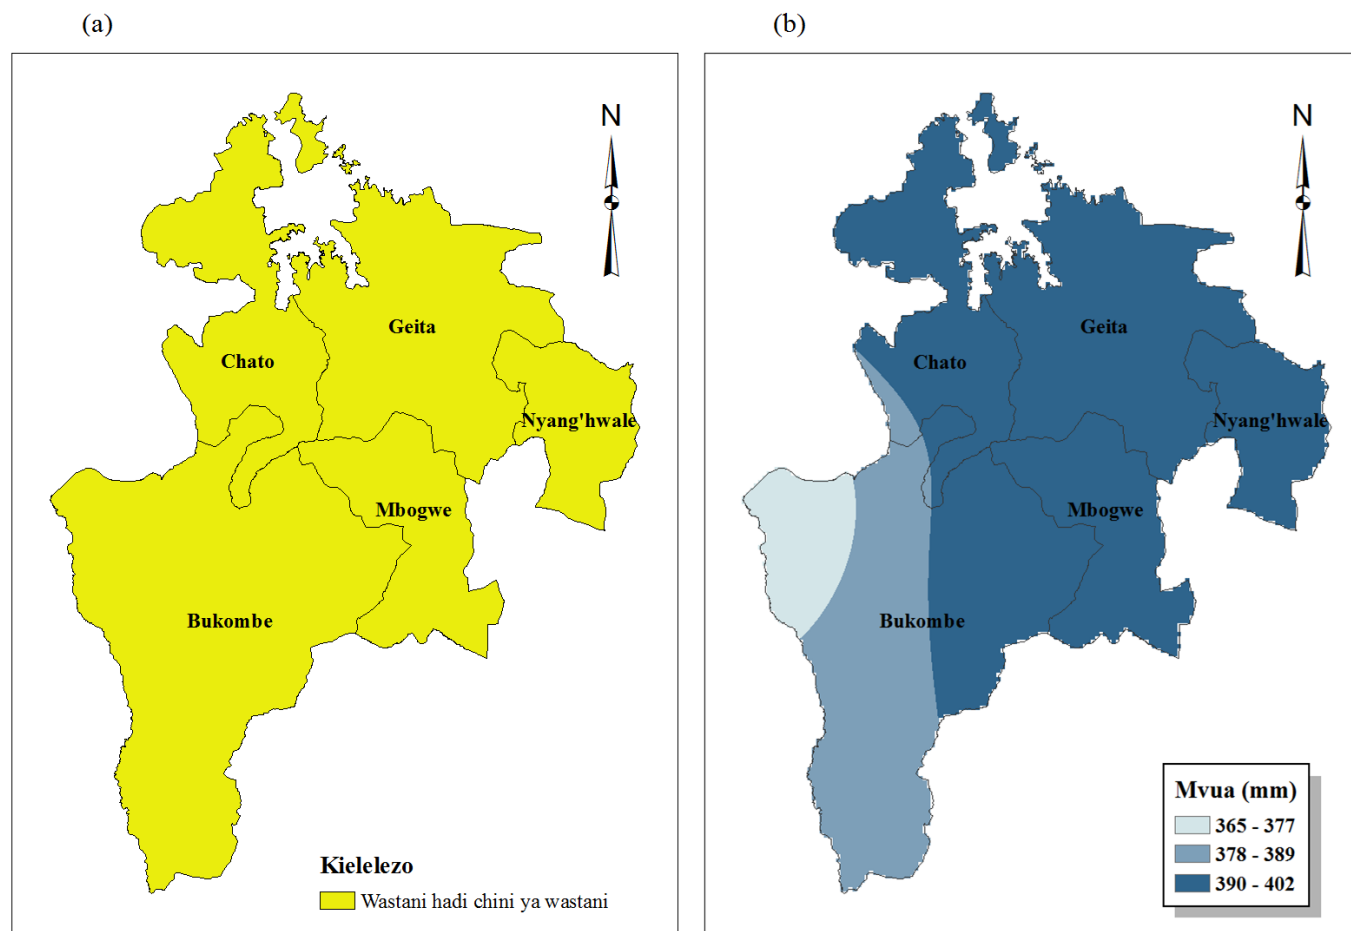 (a)
N
Geita
Chato
Nyang'hwale
Mbogwe
Bukombe
Kielelezo
Wastani hadi chini ya wastani
(b)
N
Geita
Chato
Nyang'hwale
Mbogwe
Bukombe
Mvua (mm)
365 - 377
378 - 389
390 - 402